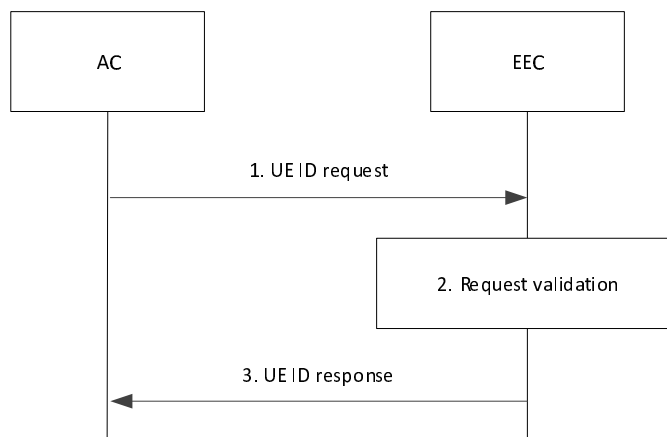 AC
EEC
1. UE ID request
2. Request validation
3. UE ID response